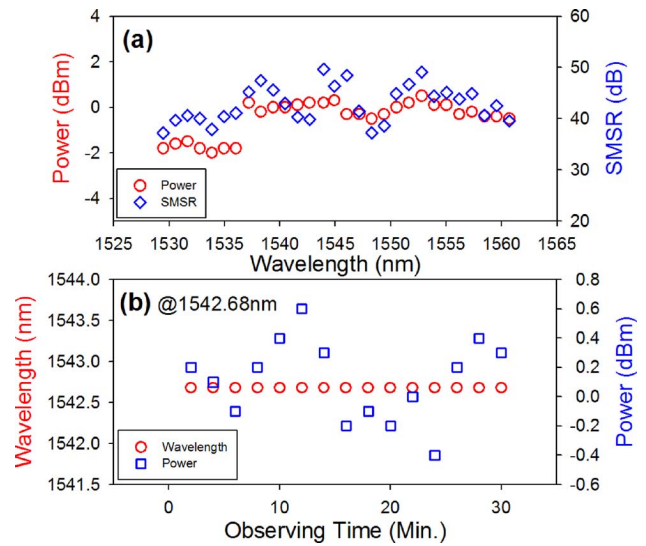 4
2
0
-2
-4
60
50
40
30
20
(a)
Power (dBm)
SMSR (dB)
Power
SMSR
1525 1530 1535 1540 1545 1550 1555 1560 1565
Wavelength (nm)
1544.0
1543.5
1543.0
1542.5
1542.0
1541.5
0.8
0.6
0.4
0.2
0.0
-0.2
-0.4
-0.6
(b) @1542.68nm
Wavelength (nm)
Power (dBm)
Wavelength
Power
0 10 20 30
Observing Time (Min.)